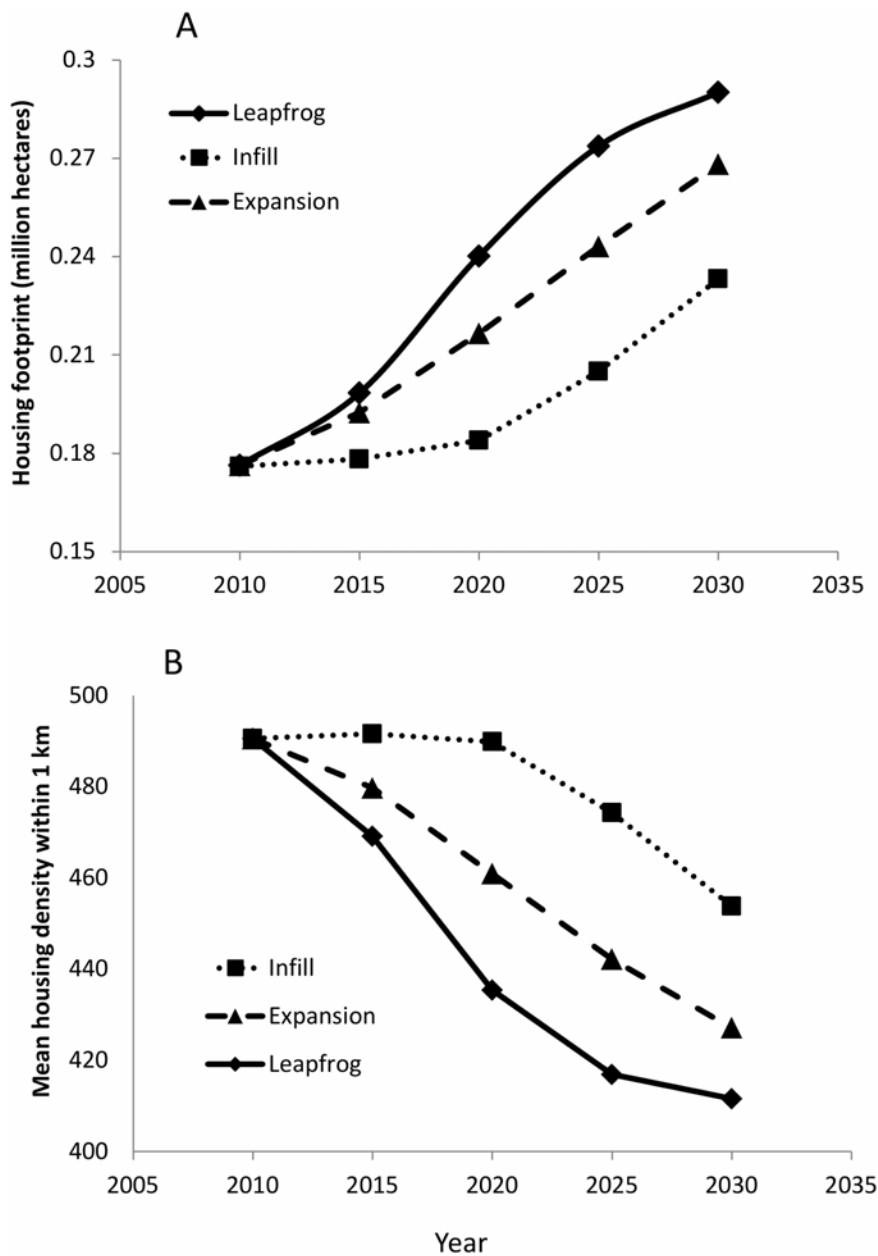 A
Housing footprint (million hectares)
0.3
0.27
0.24
0.21
0.18
0.15
Leapfrog
Infill
Expansion
2005 2010 2015 2020 2025 2030 2035
B
Mean housing density within 1 km
500
480
460
440
420
400
Infill
Expansion
Leapfrog
2005 2010 2015 2020 2025 2030 2035
Year